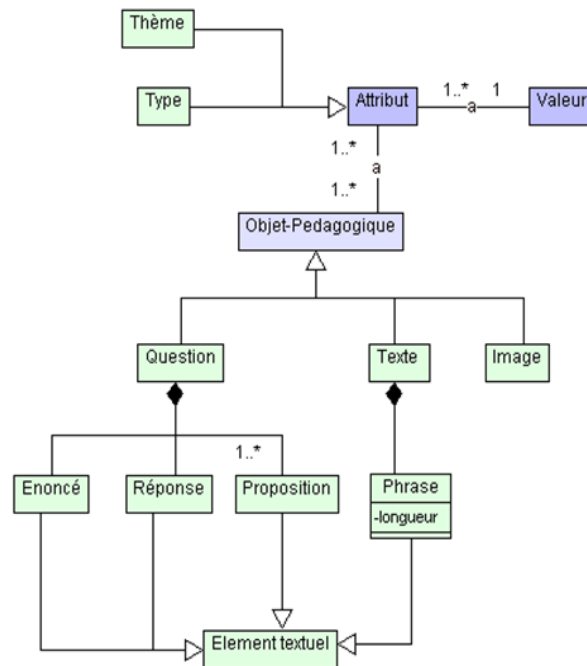 Thème
Type
Attribut
1..* 1
a
Valeur
1..*
a
1..*
Objet-Pedagogique
Question
Texte
Image
1..*
Enoncé
Réponse
Proposition
Phrase
-longueur
Element textuel